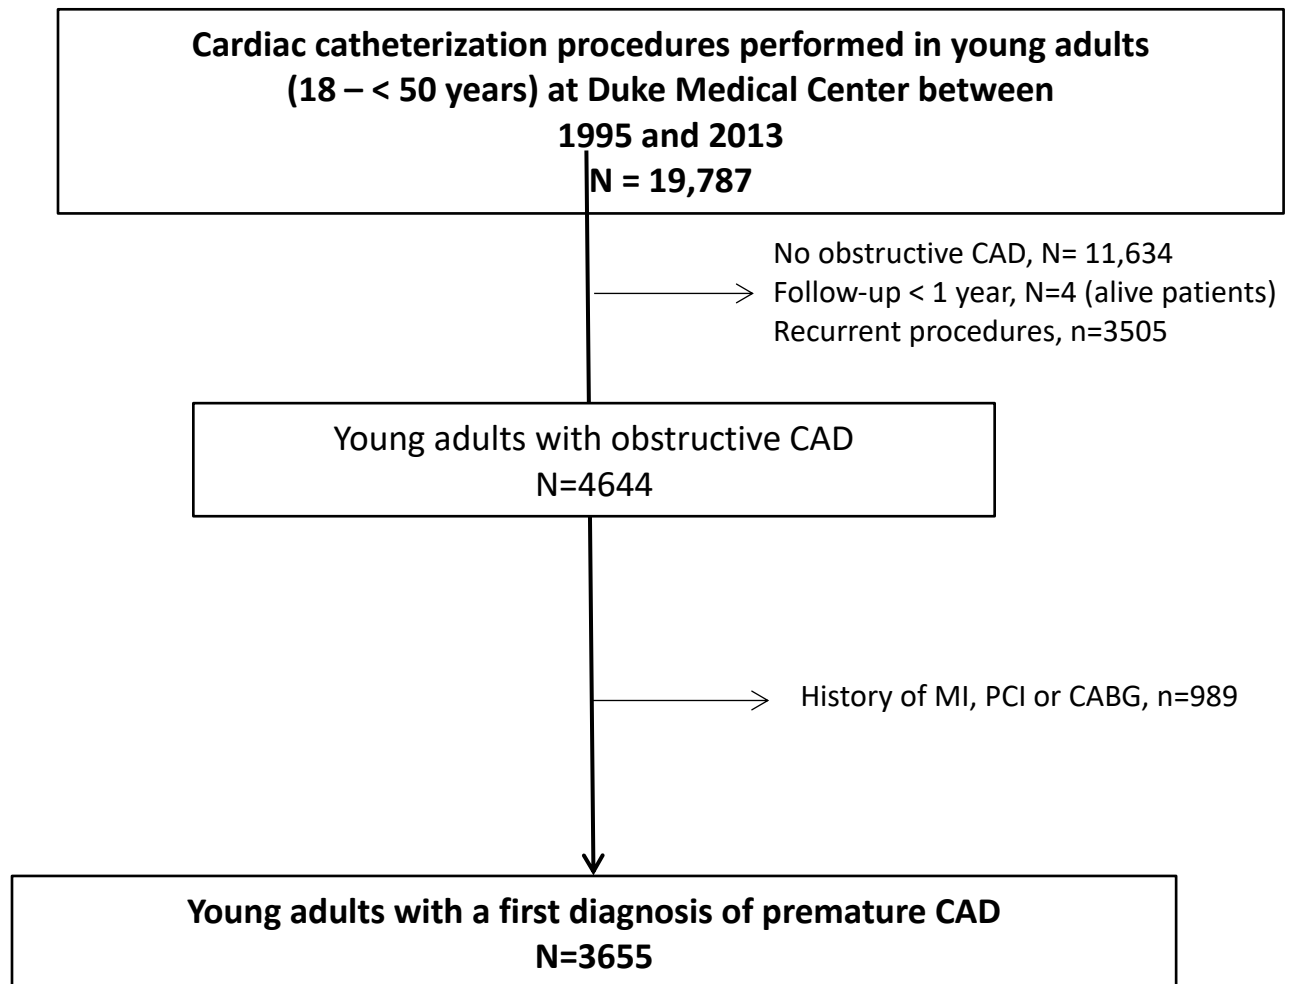 Cardiac catheterization procedures performed in young adults
(18 – < 50 years) at Duke Medical Center between
1995 and 2013
N = 19,787
No obstructive CAD, N= 11,634
Follow-up < 1 year, N=4 (alive patients)
Recurrent procedures, n=3505
Young adults with obstructive CAD
N=4644
History of MI, PCI or CABG, n=989
Young adults with a first diagnosis of premature CAD
N=3655